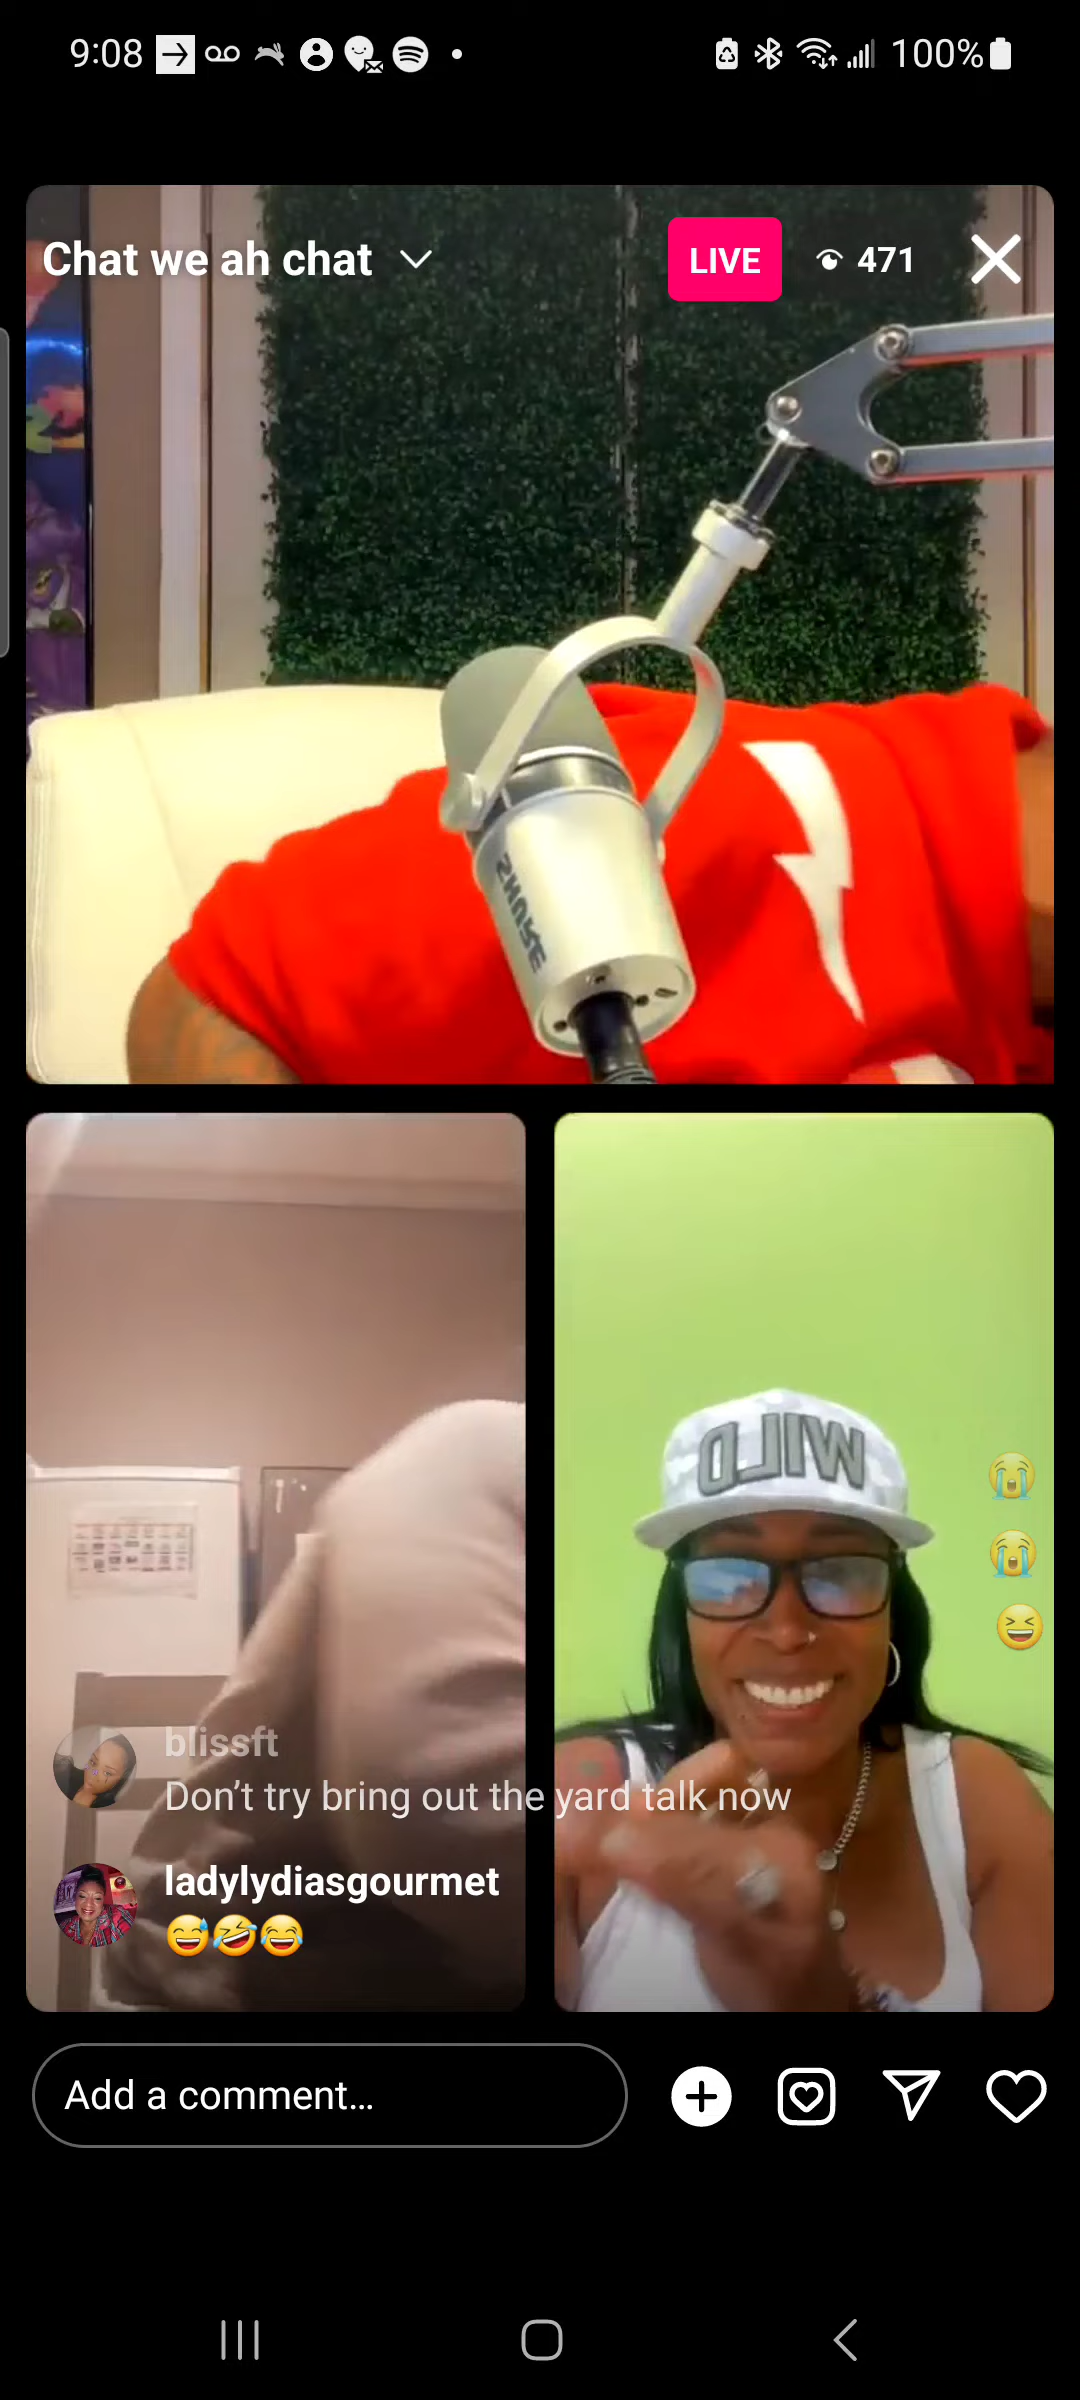 9:08
100%
Chat we ah chat
LIVE
471
SHURE
WILD
blissft
Don’t try bring out the yard talk now
ladylydiasgourmet
😅🤣😂
Add a comment...